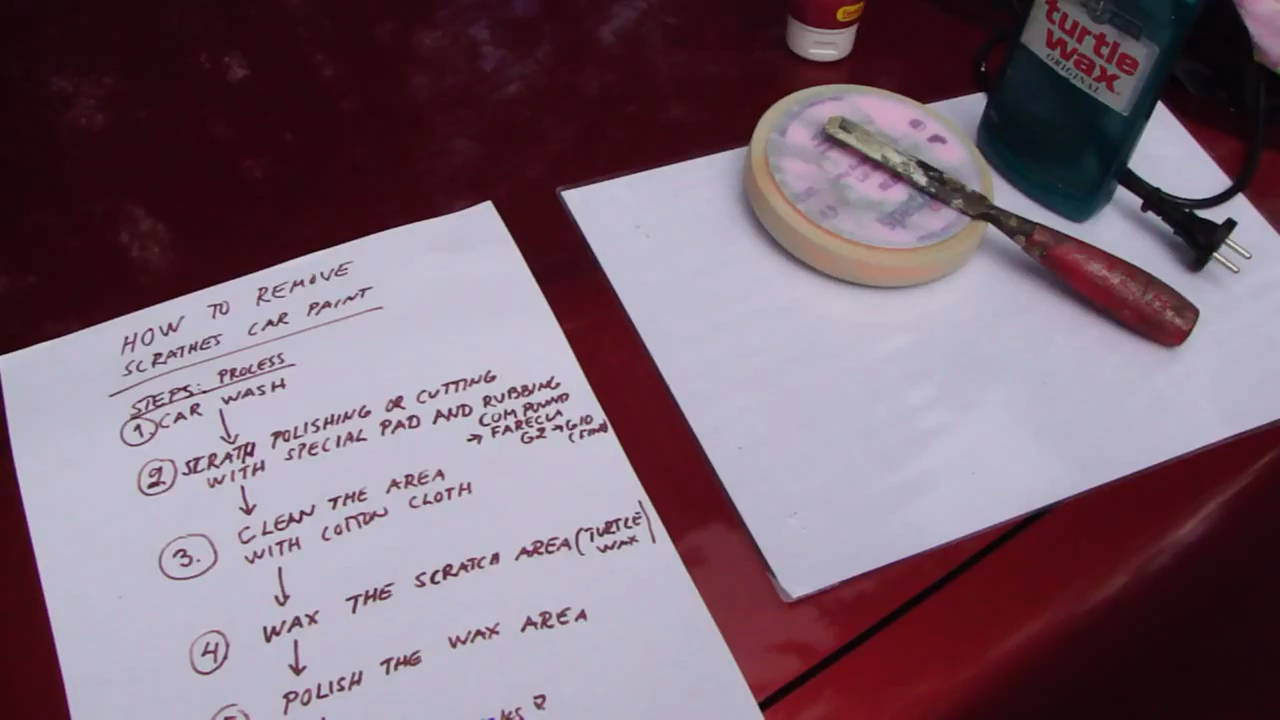 HOW TO REMOVE
SCRATHES CAR PAINT
STEPS: PROCESS
1 CAR WASH
2 SCRATH POLISHING OR CUTTING
WITH SPECIAL PAD AND RUBBING
COMPOUND
→ FARECLA
G2 → G10
(FINE)
3. CLEAN THE AREA
WITH COTTON CLOTH
4 WAX THE SCRATCH AREA (TURTLE
WAX)
POLISH THE WAX AREA
turtle
wax
ORIGINAL